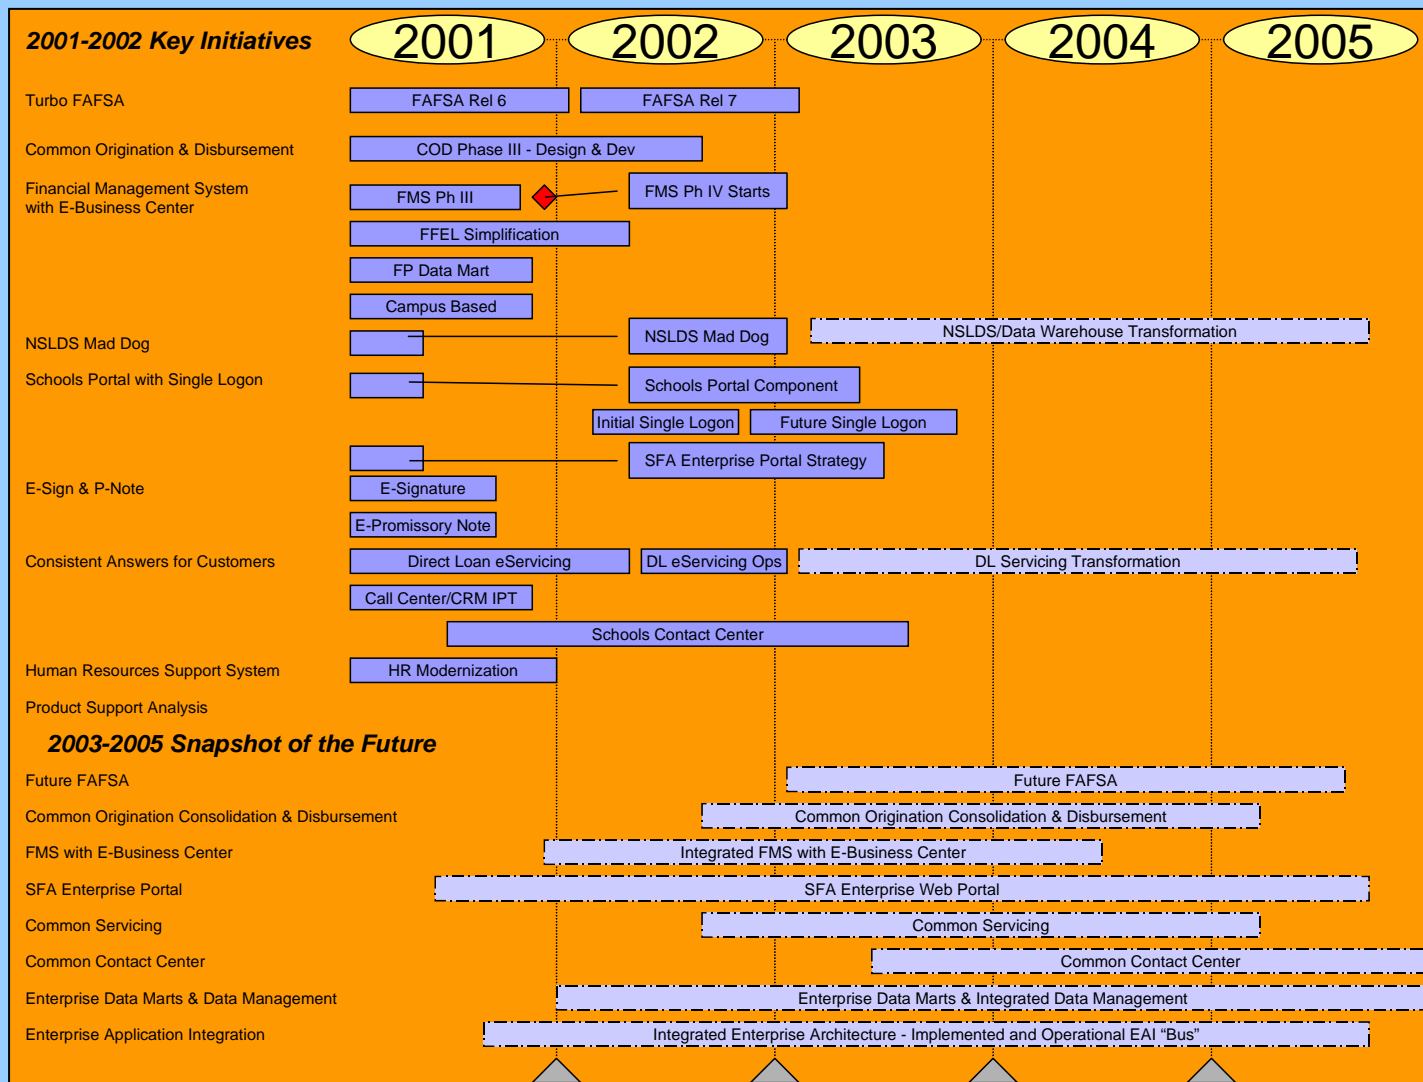 2001-2002 Key Initiatives 2001 2002 2003 2004 2005
Turbo FAFSA FAFSA Rel 6 FAFSA Rel 7
Common Origination & Disbursement COD Phase III - Design & Dev
Financial Management System
with E-Business Center
FMS Ph III FMS Ph IV Starts
FFEL Simplification
FP Data Mart
Campus Based
NSLDS Mad Dog NSLDS Mad Dog NSLDS/Data Warehouse Transformation
Schools Portal with Single Logon Schools Portal Component
Initial Single Logon Future Single Logon
SFA Enterprise Portal Strategy
E-Sign & P-Note E-Signature
E-Promissory Note
Consistent Answers for Customers Direct Loan eServicing DL eServicing Ops DL Servicing Transformation
Call Center/CRM IPT
Schools Contact Center
Human Resources Support System HR Modernization
Product Support Analysis
2003-2005 Snapshot of the Future
Future FAFSA Future FAFSA
Common Origination Consolidation & Disbursement Common Origination Consolidation & Disbursement
FMS with E-Business Center Integrated FMS with E-Business Center
SFA Enterprise Portal SFA Enterprise Web Portal
Common Servicing Common Servicing
Common Contact Center Common Contact Center
Enterprise Data Marts & Data Management Enterprise Data Marts & Integrated Data Management
Enterprise Application Integration Integrated Enterprise Architecture - Implemented and Operational EAI “Bus”